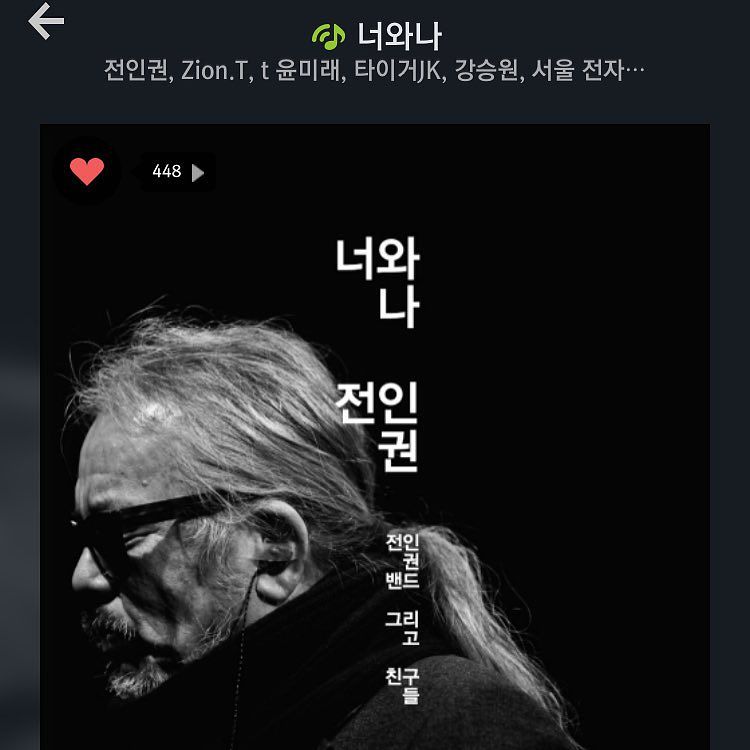 너와나
전인권, Zion.T, t 윤미래, 타이거JK, 강승원, 서울 전자…
448
너와
나
전인
권
전인
권
밴드
그리
고
친구
들